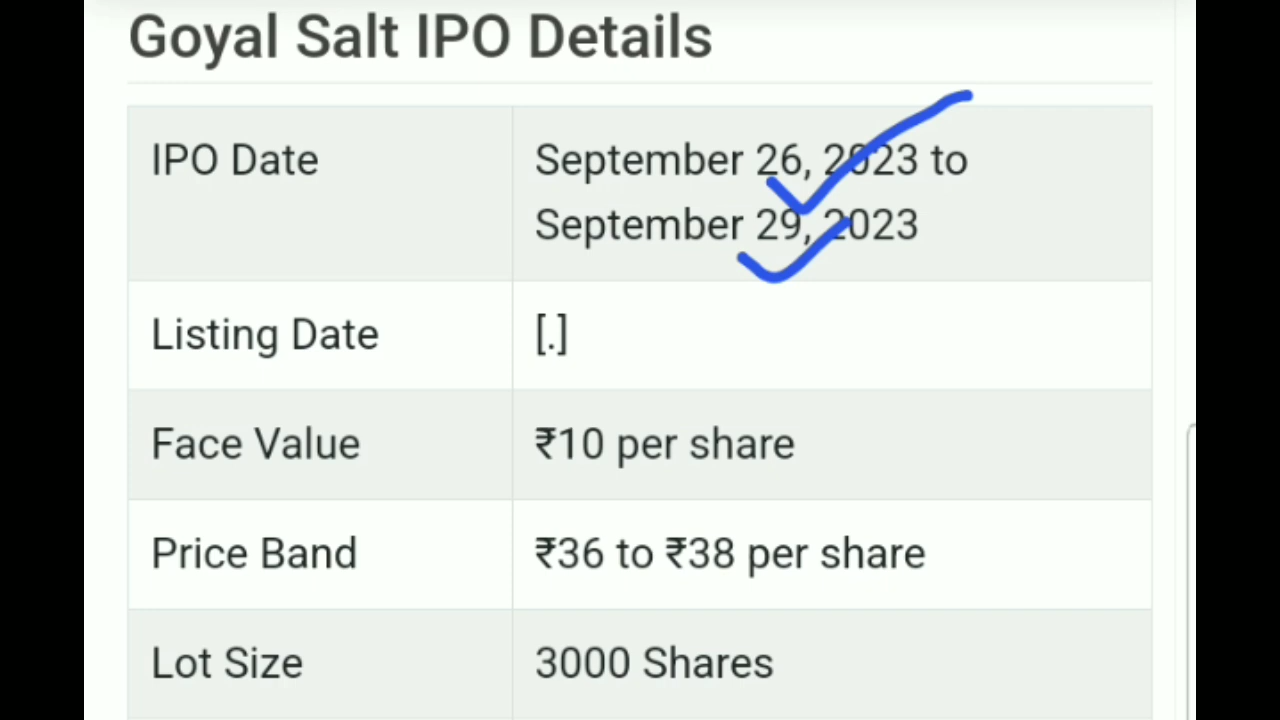 Goyal Salt IPO Details
IPO Date
September 26, 2023 to
September 29, 2023
Listing Date
[.]
Face Value
₹10 per share
Price Band
₹36 to ₹38 per share
Lot Size
3000 Shares